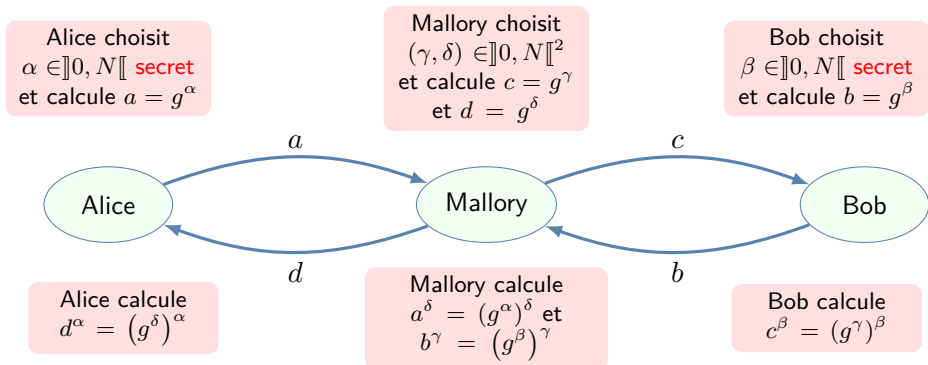 Alice choisit
α ∈⟧0, N⟦ secret
et calcule a = g^α
Mallory choisit
(γ, δ) ∈⟧0, N⟦^2
et calcule c = g^γ
et d = g^δ
Bob choisit
β ∈⟧0, N⟦ secret
et calcule b = g^β
a
c
Alice
Mallory
Bob
d
b
Alice calcule
d^α = (g^δ)^α
Mallory calcule
a^δ = (g^α)^δ et
b^γ = (g^β)^γ
Bob calcule
c^β = (g^γ)^β